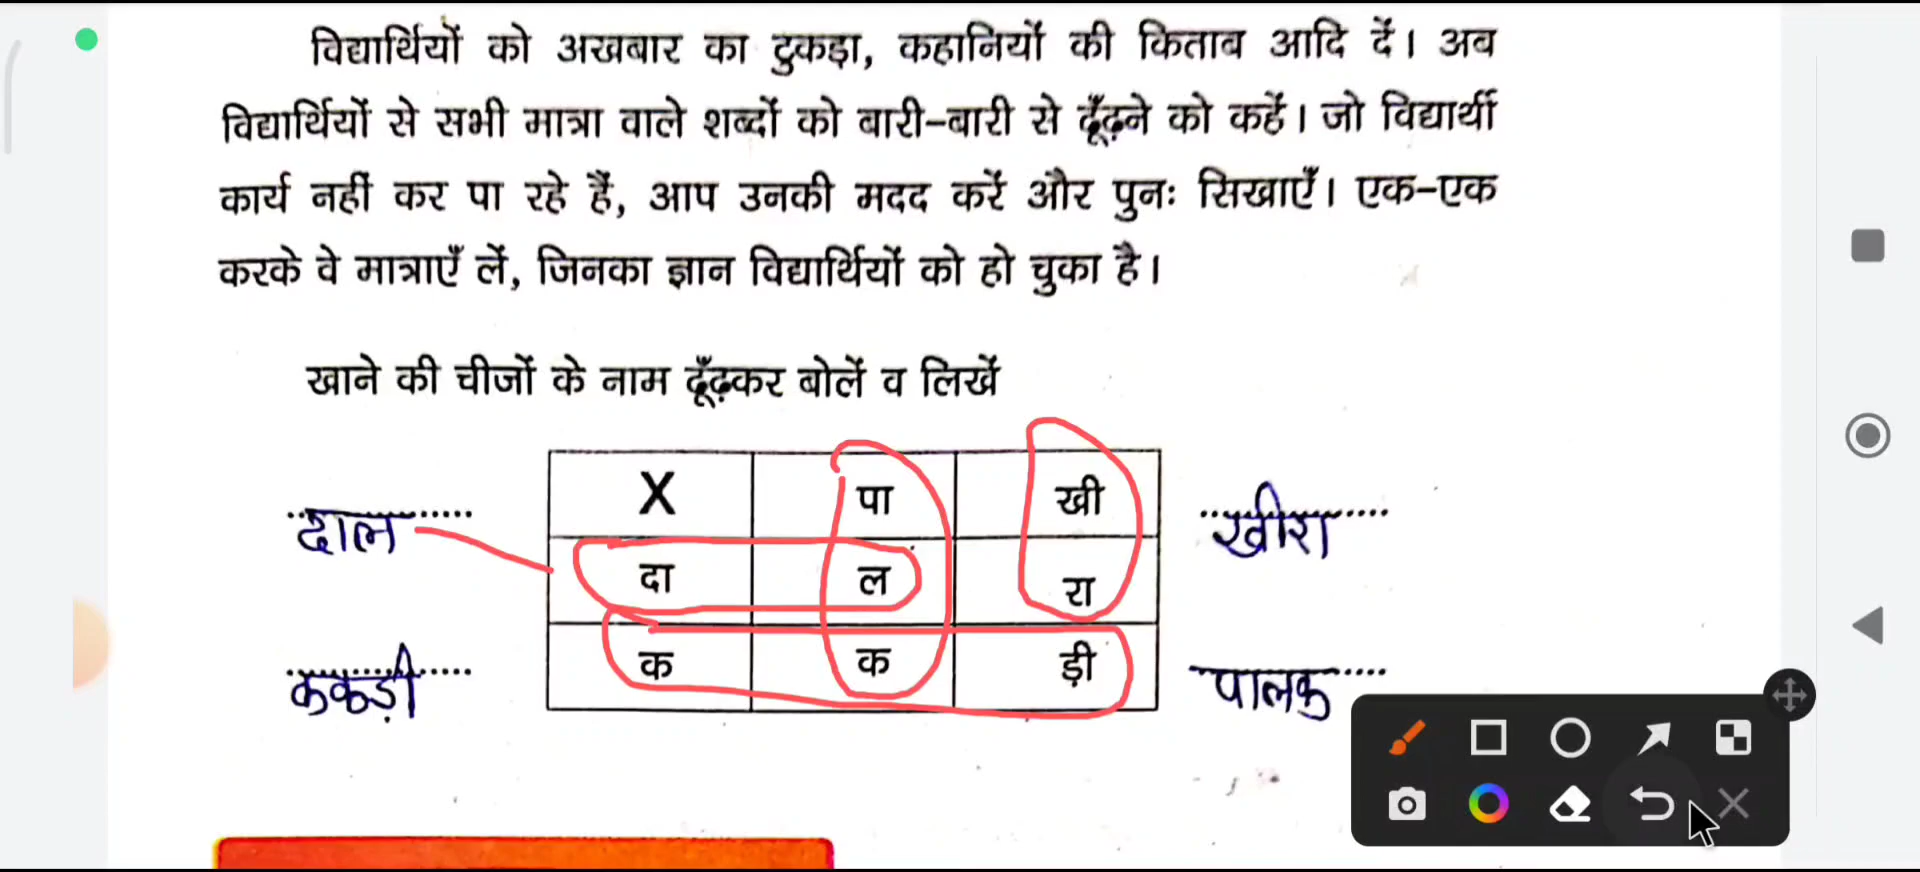 विद्यार्थियों को अखबार का टुकड़ा, कहानियों की किताब आदि दें। अब
विद्यार्थियों से सभी मात्रा वाले शब्दों को बारी-बारी से ढूँढ़ने को कहें। जो विद्यार्थी
कार्य नहीं कर पा रहे हैं, आप उनकी मदद करें और पुनः सिखाएँ। एक-एक
करके वे मात्राएँ लें, जिनका ज्ञान विद्यार्थियों को हो चुका है।
खाने की चीजों के नाम ढूँढ़कर बोलें व लिखें
X पा खी
दाल खीरा
दा ल रा
क क ड़ी
ककड़ी पालक